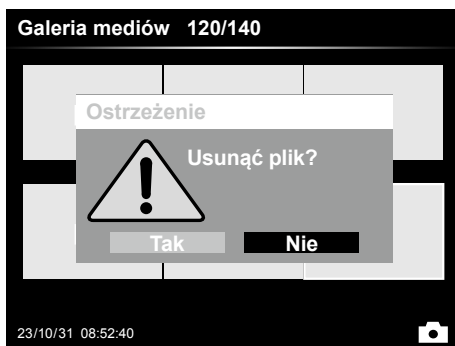 Galeria mediów 120/140
Ostrzeżenie
Usunąć plik?
Tak Nie
23/10/31 08:52:40